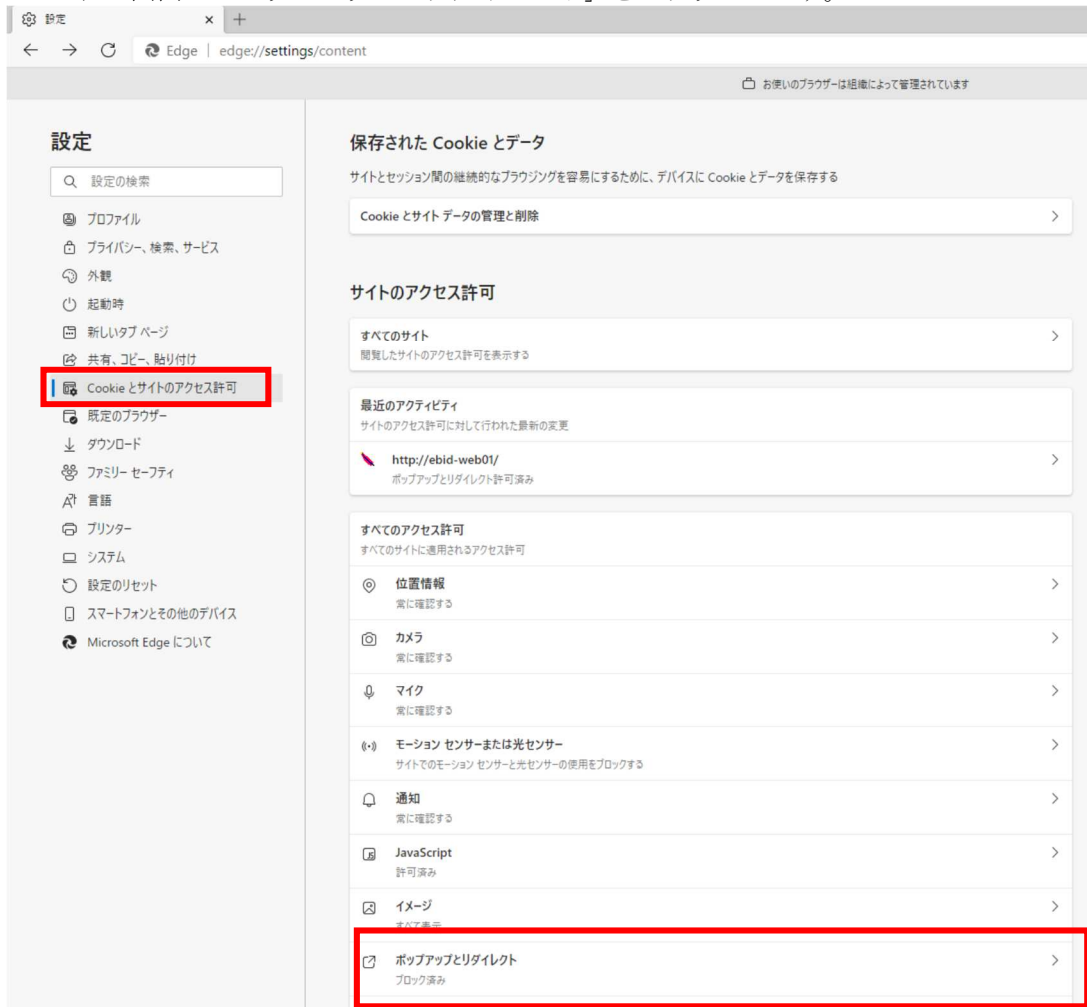 設定
Edge | edge://settings/content
お使いのブラウザーは組織によって管理されています
設定
設定の検索
プロファイル
プライバシー、検索、サービス
外観
起動時
新しいタブ ページ
共有、コピー、貼り付け
Cookie とサイトのアクセス許可
既定のブラウザー
ダウンロード
ファミリー セーフティ
言語
プリンター
システム
設定のリセット
スマートフォンとその他のデバイス
Microsoft Edge について
保存された Cookie とデータ
サイトとセッション間の継続的なブラウジングを容易にするために、デバイスに Cookie とデータを保存する
Cookie とサイト データの管理と削除
サイトのアクセス許可
すべてのサイト
閲覧したサイトのアクセス許可を表示する
最近のアクティビティ
サイトのアクセス許可に対して行われた最新の変更
http://ebid-web01/
ポップアップとリダイレクト許可済み
すべてのアクセス許可
すべてのサイトに適用されるアクセス許可
位置情報
常に確認する
カメラ
常に確認する
マイク
常に確認する
モーション センサーまたは光センサー
サイトでのモーション センサーと光センサーの使用をブロックする
通知
常に確認する
JavaScript
許可済み
イメージ
すべて表示
ポップアップとリダイレクト
ブロック済み